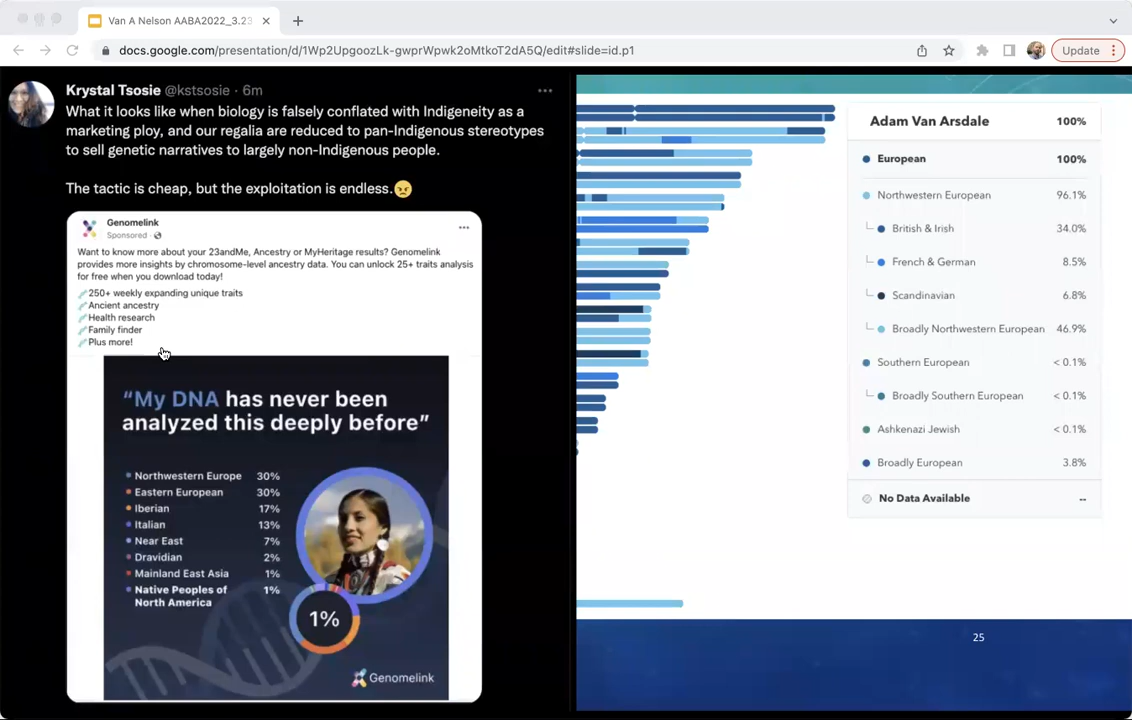 Van A Nelson AABA2022_3.23
docs.google.com/presentation/d/1Wp2UpgoozLk-gwprWpwk2oMtkoT2dA5Q/edit#slide=id.p1
Update
Krystal Tsosie @kstsosie · 6m
What it looks like when biology is falsely conflated with Indigeneity as a
marketing ploy, and our regalia are reduced to pan-Indigenous stereotypes
to sell genetic narratives to largely non-Indigenous people.
The tactic is cheap, but the exploitation is endless.😠
Genomelink
Sponsored ·
Want to know more about your 23andMe, Ancestry or MyHeritage results? Genomelink
provides more insights by chromosome-level ancestry data. You can unlock 25+ traits analysis
for free when you download today!
🧬250+ weekly expanding unique traits
🧬Ancient ancestry
🧬Health research
🧬Family finder
🧬Plus more!
"My DNA has never been
analyzed this deeply before"
Northwestern Europe 30%
Eastern European 30%
Iberian 17%
Italian 13%
Near East 7%
Dravidian 2%
Mainland East Asia 1%
Native Peoples of 1%
North America
1%
Genomelink
Adam Van Arsdale 100%
European 100%
Northwestern European 96.1%
British & Irish 34.0%
French & German 8.5%
Scandinavian 6.8%
Broadly Northwestern European 46.9%
Southern European < 0.1%
Broadly Southern European < 0.1%
Ashkenazi Jewish < 0.1%
Broadly European 3.8%
No Data Available --
25